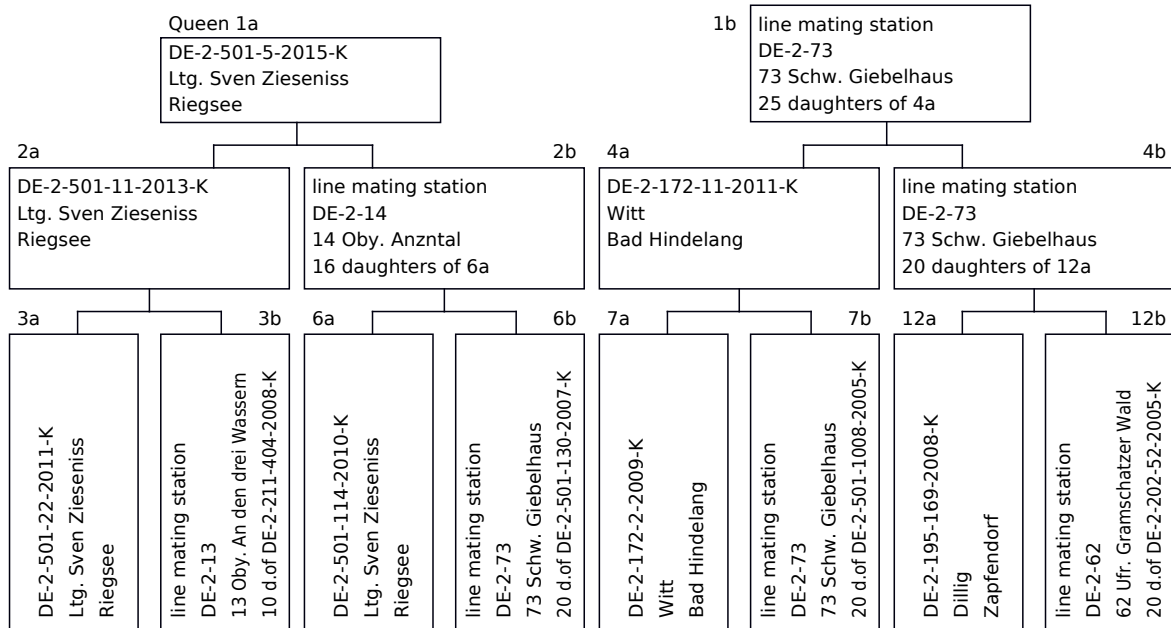 Queen 1a
DE-2-501-5-2015-K
Ltg. Sven Zieseniss
Riegsee
1b
line mating station
DE-2-73
73 Schw. Giebelhaus
25 daughters of 4a
2a
DE-2-501-11-2013-K
Ltg. Sven Zieseniss
Riegsee
2b
line mating station
DE-2-14
14 Oby. Anzntal
16 daughters of 6a
4a
DE-2-172-11-2011-K
Witt
Bad Hindelang
4b
line mating station
DE-2-73
73 Schw. Giebelhaus
20 daughters of 12a
3a
DE-2-501-22-2011-K
Ltg. Sven Zieseniss
Riegsee
3b
line mating station
DE-2-13
13 Oby. An den drei Wassern
10 d.of DE-2-211-404-2008-K
6a
DE-2-501-114-2010-K
Ltg. Sven Zieseniss
Riegsee
6b
line mating station
DE-2-73
73 Schw. Giebelhaus
20 d.of DE-2-501-130-2007-K
7a
DE-2-172-2-2009-K
Witt
Bad Hindelang
7b
line mating station
DE-2-73
73 Schw. Giebelhaus
20 d.of DE-2-501-1008-2005-K
12a
DE-2-195-169-2008-K
Dillig
Zapfendorf
12b
line mating station
DE-2-62
62 Ufr. Gramschatzer Wald
20 d.of DE-2-202-52-2005-K